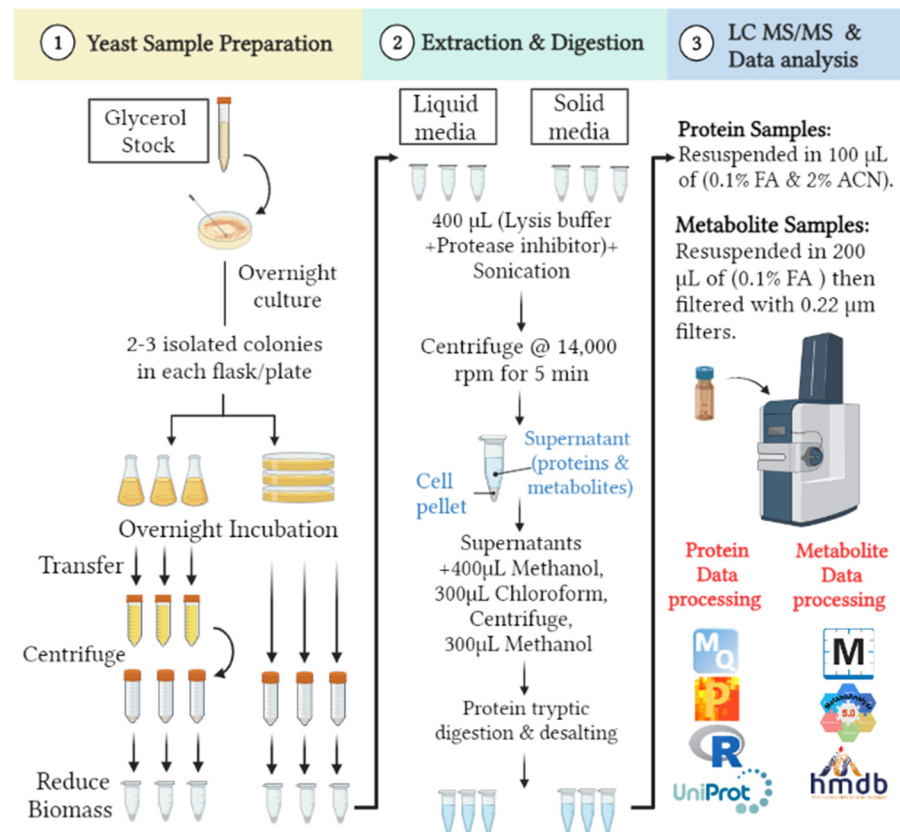 1 Yeast Sample Preparation
2 Extraction & Digestion
3 LC MS/MS &
Data analysis
Glycerol
Stock
Overnight
culture
2-3 isolated colonies
in each flask/plate
Overnight Incubation
Transfer
Centrifuge
Reduce
Biomass
Liquid
media
Solid
media
400 µL (Lysis buffer
+Protease inhibitor)+
Sonication
Centrifuge @ 14,000
rpm for 5 min
Supernatant
(proteins &
metabolites)
Cell
pellet
Supernatants
+400µL Methanol,
300µL Chloroform,
Centrifuge,
300µL Methanol
Protein tryptic
digestion & desalting
Protein Samples:
Resuspended in 100 µL
of (0.1% FA & 2% ACN).
Metabolite Samples:
Resuspended in 200
µL of (0.1% FA ) then
filtered with 0.22 µm
filters.
Protein
Data
processing
Metabolite
Data
processing
MQ
P
R
UniProt
M
MetaboAnalyst
5.0
hmdb